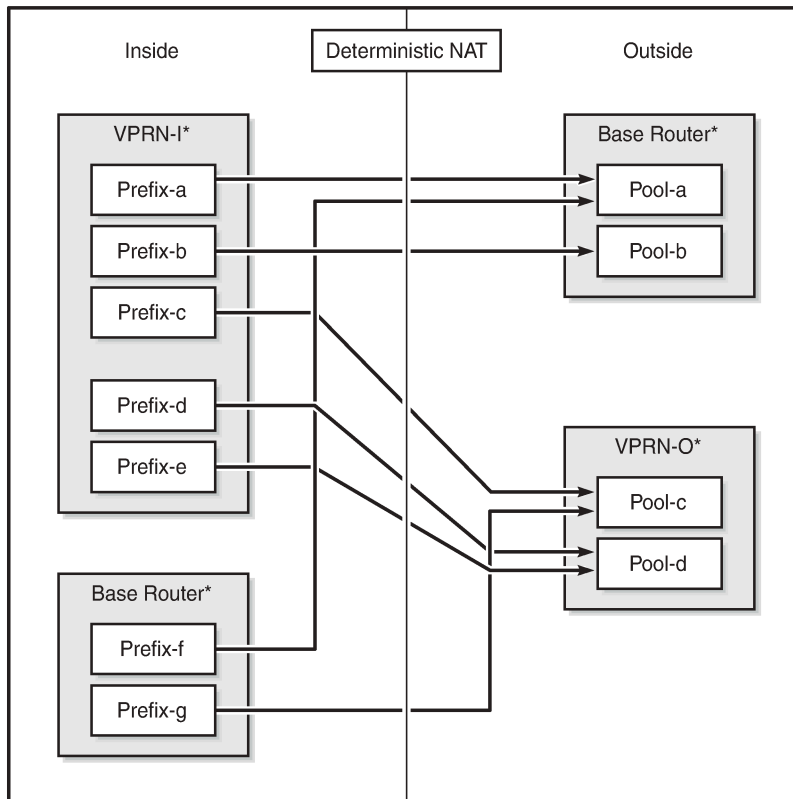 Inside
Deterministic NAT
Outside
VPRN-I*
Prefix-a
Prefix-b
Prefix-c
Prefix-d
Prefix-e
Base Router*
Prefix-f
Prefix-g
Base Router*
Pool-a
Pool-b
VPRN-O*
Pool-c
Pool-d